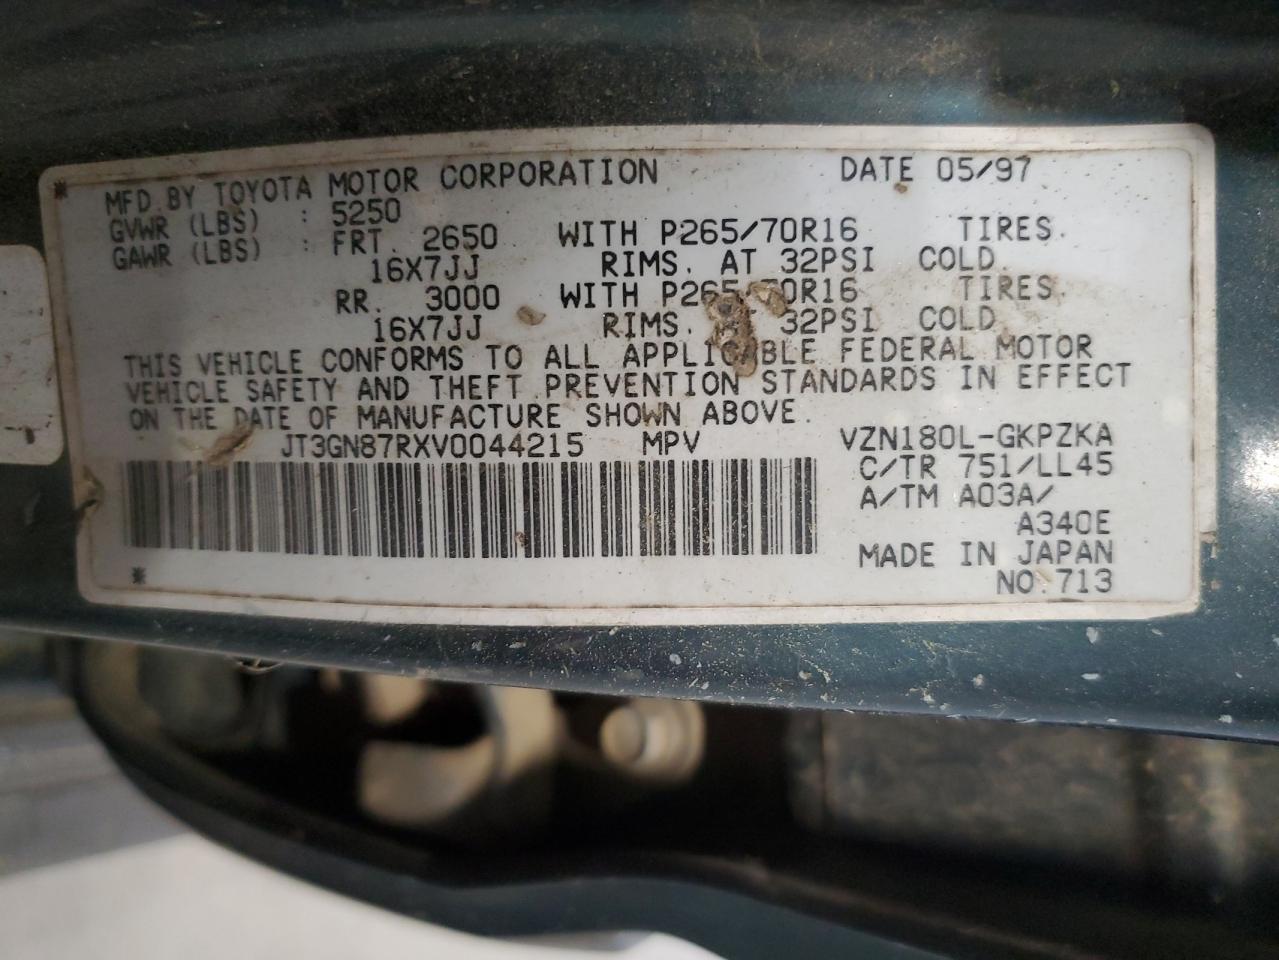 MFD BY TOYOTA MOTOR CORPORATION DATE 05/97
GVWR (LBS) : 5250
GAWR (LBS) : FRT. 2650 WITH P265/70R16 TIRES.
16X7JJ RIMS. AT 32PSI COLD.
RR. 3000 WITH P265/70R16 TIRES.
16X7JJ RIMS. AT 32PSI COLD
THIS VEHICLE CONFORMS TO ALL APPLICABLE FEDERAL MOTOR
VEHICLE SAFETY AND THEFT PREVENTION STANDARDS IN EFFECT
ON THE DATE OF MANUFACTURE SHOWN ABOVE.
JT3GN87RXV0044215 MPV VZN180L-GKPZKA
C/TR 751/LL45
A/TM A03A/
A340E
MADE IN JAPAN
NO.713